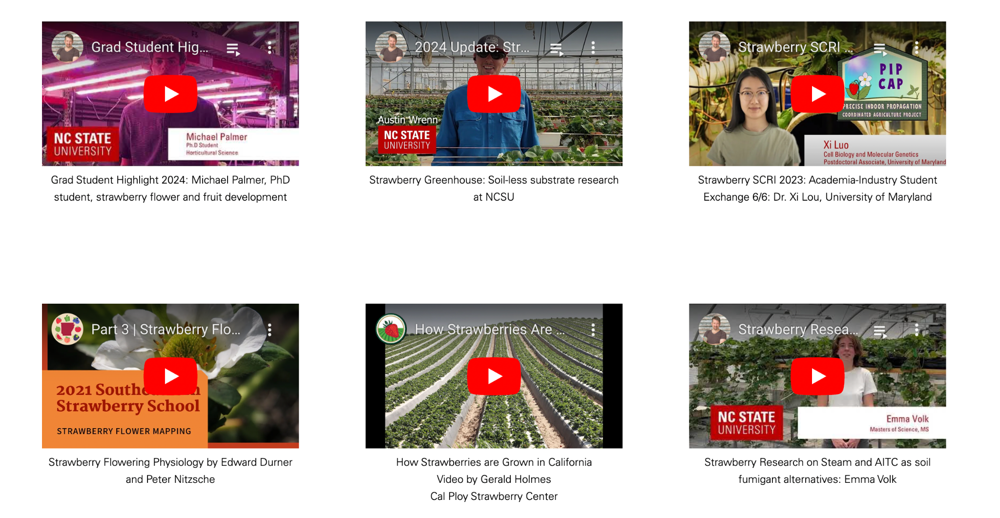 Grad Student Hig...
F3
NC STATE
UNIVERSITY
Michael Palmer
Ph.D Student
Horticultural Science
Grad Student Highlight 2024: Michael Palmer, PhD
student, strawberry flower and fruit development
2024 Update: Str...
Austin Wrenn
NC STATE
UNIVERSITY
Strawberry Greenhouse: Soil-less substrate research
at NCSU
Strawberry SCRI ...
PIP
CAP
PRECISE INDOOR PROPAGATION
COORDINATED AGRICULTURE PROJECT
Xi Luo
Cell Biology and Molecular Genetics
Postdoctoral Associate, University of Maryland
Strawberry SCRI 2023: Academia-Industry Student
Exchange 6/6: Dr. Xi Lou, University of Maryland
Part 3 | Strawberry Flo...
2021
Strawberry School
STRAWBERRY FLOWER MAPPING
Strawberry Flowering Physiology by Edward Durner
and Peter Nitzsche
How Strawberries Are ...
How Strawberries are Grown in California
Video by Gerald Holmes
Cal Ploy Strawberry Center
Strawberry Resea...
NC STATE
UNIVERSITY
Emma Volk
Masters of Science, MS
Strawberry Research on Steam and AITC as soil
fumigant alternatives: Emma Volk